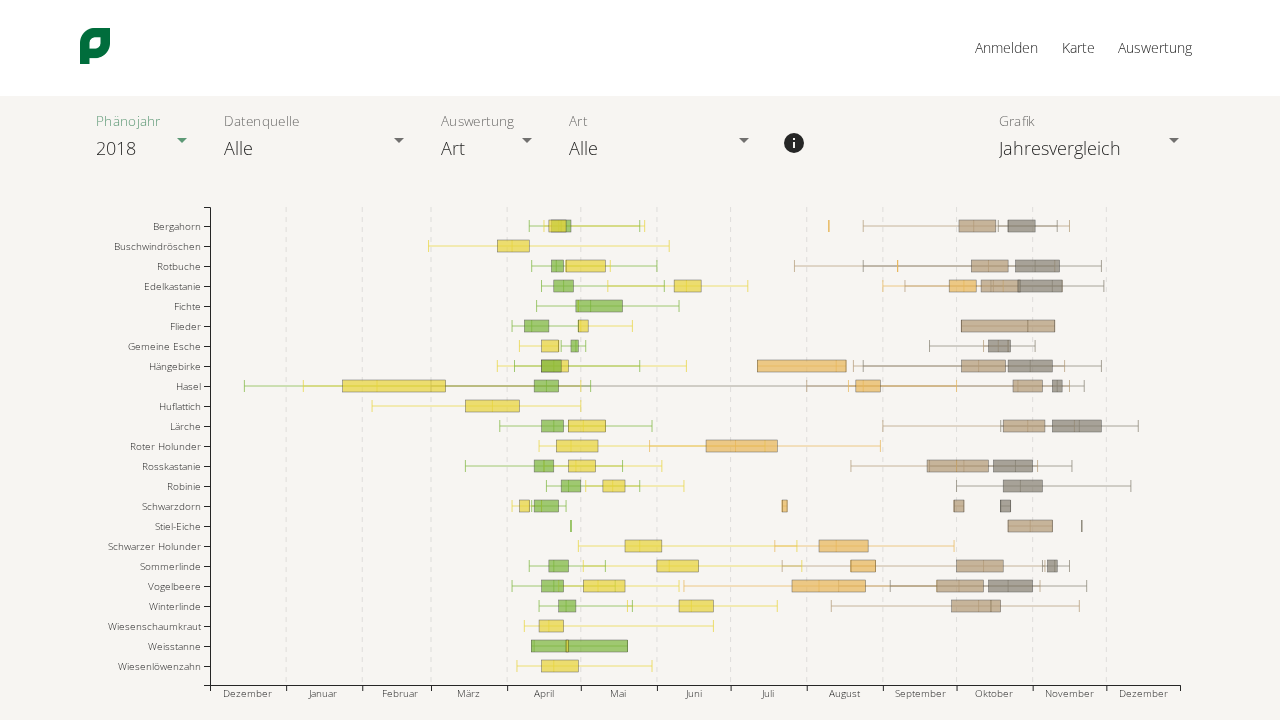 Anmelden Karte Auswertung
Phänojahr Datenquelle Auswertung Art Grafik
2018 Alle Art Alle Jahresvergleich
Bergahorn
Buschwindröschen
Rotbuche
Edelkastanie
Fichte
Flieder
Gemeine Esche
Hängebirke
Hasel
Huflattich
Lärche
Roter Holunder
Rosskastanie
Robinie
Schwarzdorn
Stiel-Eiche
Schwarzer Holunder
Sommerlinde
Vogelbeere
Winterlinde
Wiesenschaumkraut
Weisstanne
Wiesenlöwenzahn
Dezember Januar Februar März April Mai Juni Juli August September Oktober November Dezember